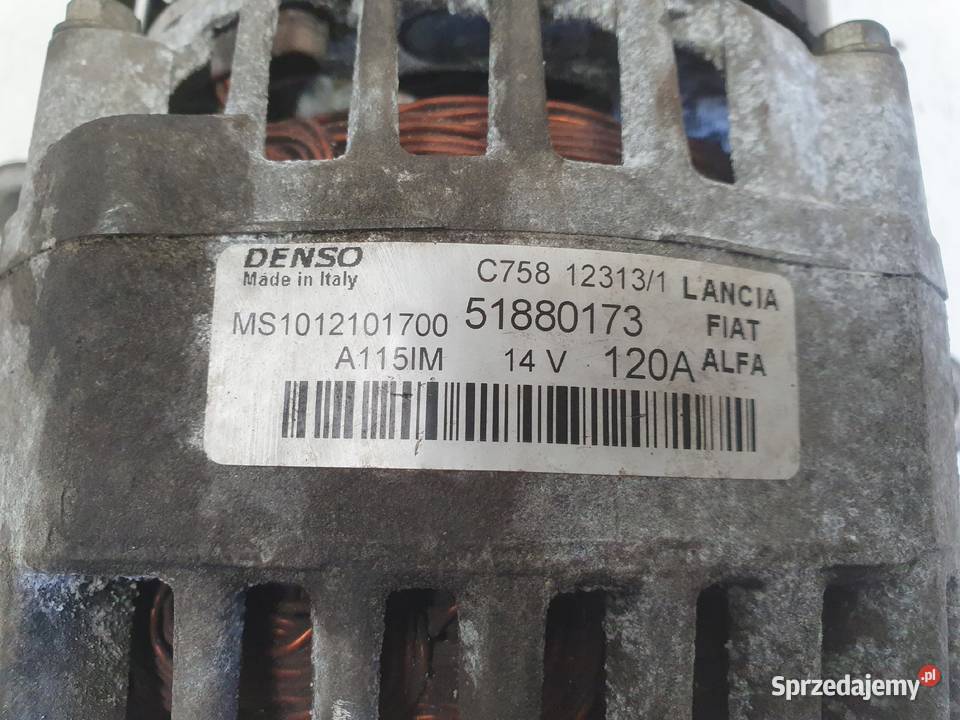 DENSO
Made in Italy
C758 12313/1
LANCIA
MS1012101700 51880173
FIAT
A115IM 14 V 120A
ALFA
Sprzedajemy.pl